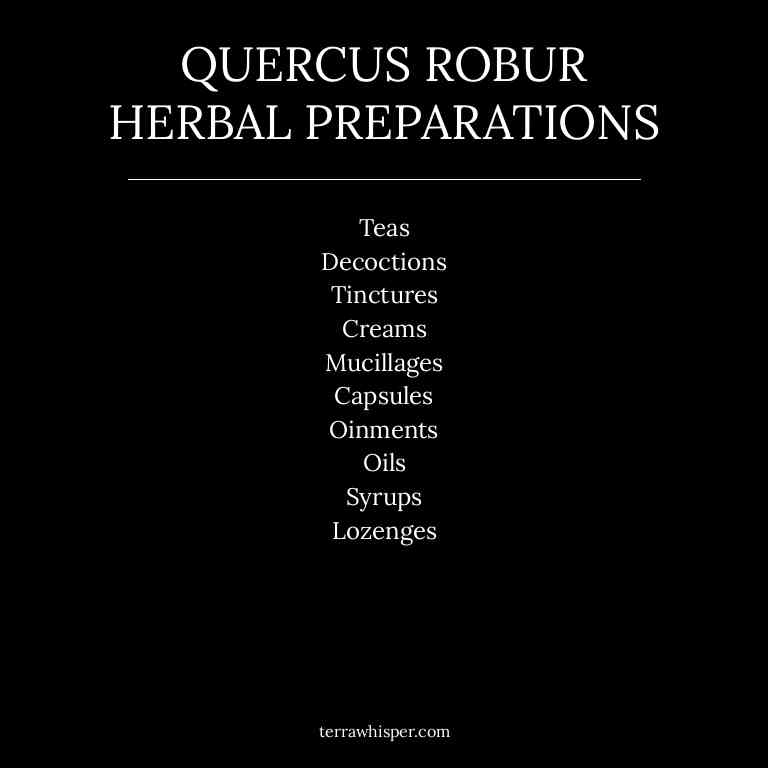 QUERCUS ROBUR
HERBAL PREPARATIONS
Teas
Decoctions
Tinctures
Creams
Mucillages
Capsules
Oinments
Oils
Syrups
Lozenges
terrawhisper.com